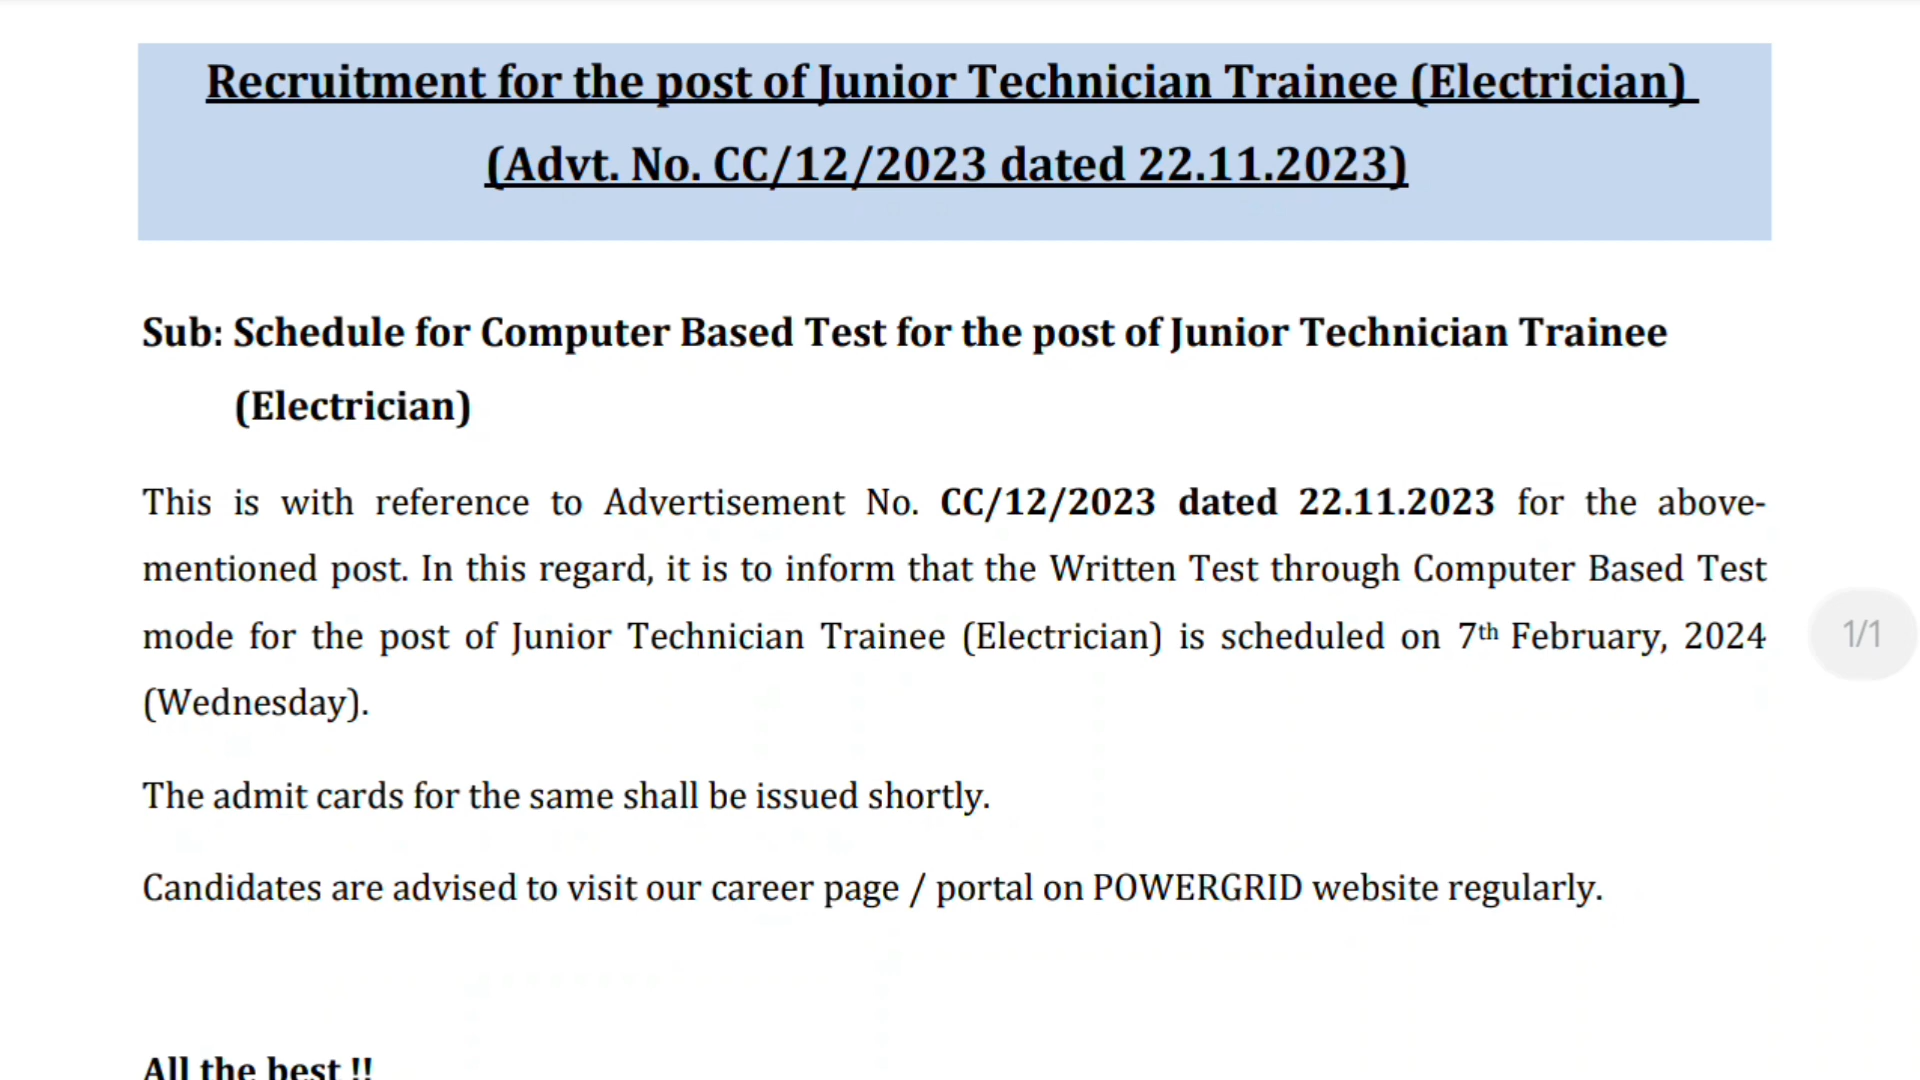 Recruitment for the post of Junior Technician Trainee (Electrician)
(Advt. No. CC/12/2023 dated 22.11.2023)
Sub: Schedule for Computer Based Test for the post of Junior Technician Trainee
(Electrician)
This is with reference to Advertisement No. CC/12/2023 dated 22.11.2023 for the above-
mentioned post. In this regard, it is to inform that the Written Test through Computer Based Test
mode for the post of Junior Technician Trainee (Electrician) is scheduled on 7th February, 2024
(Wednesday).
1/1
The admit cards for the same shall be issued shortly.
Candidates are advised to visit our career page / portal on POWERGRID website regularly.
All the best !!